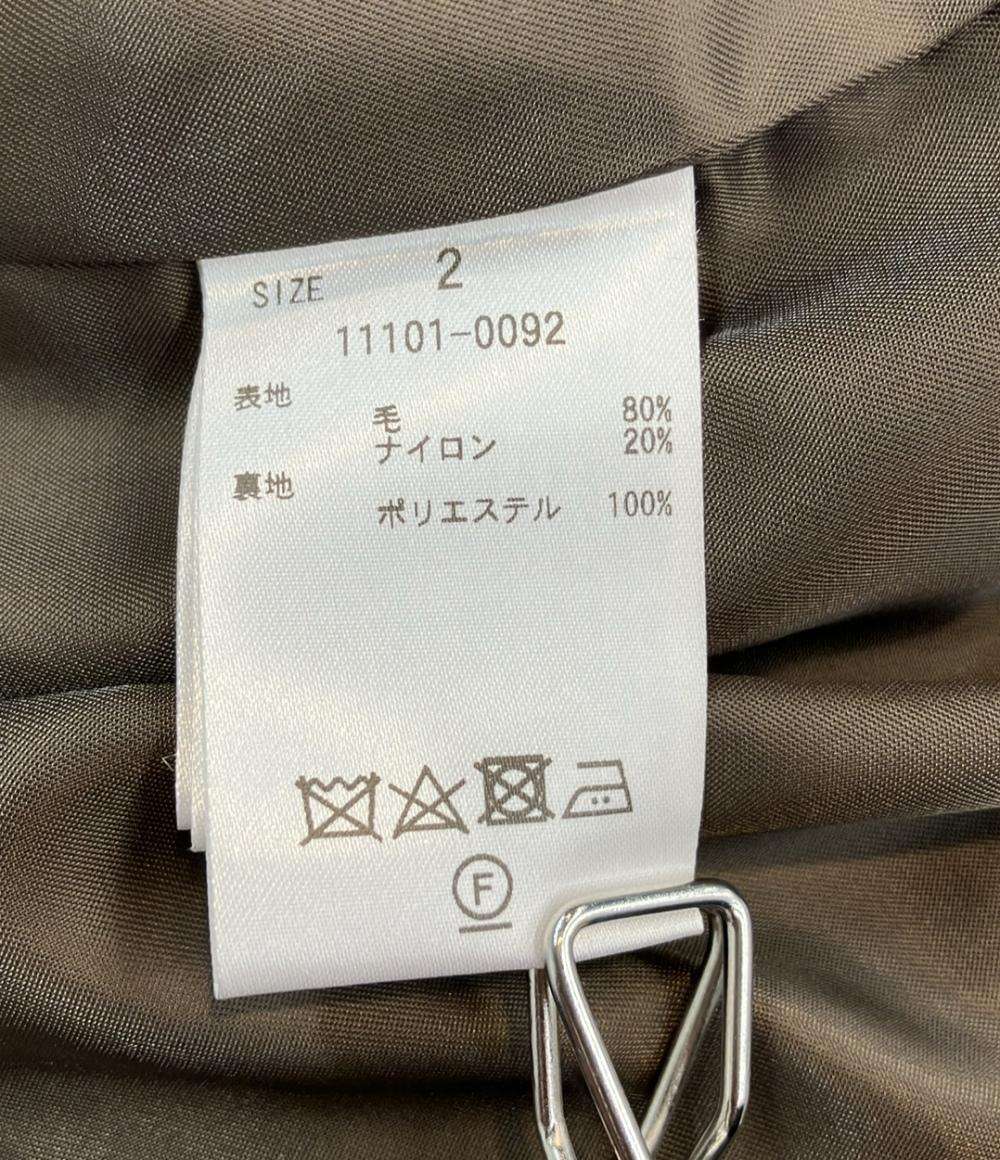 SIZE 2
11101-0092
表地
毛 80%
ナイロン 20%
裏地
ポリエステル 100%
F